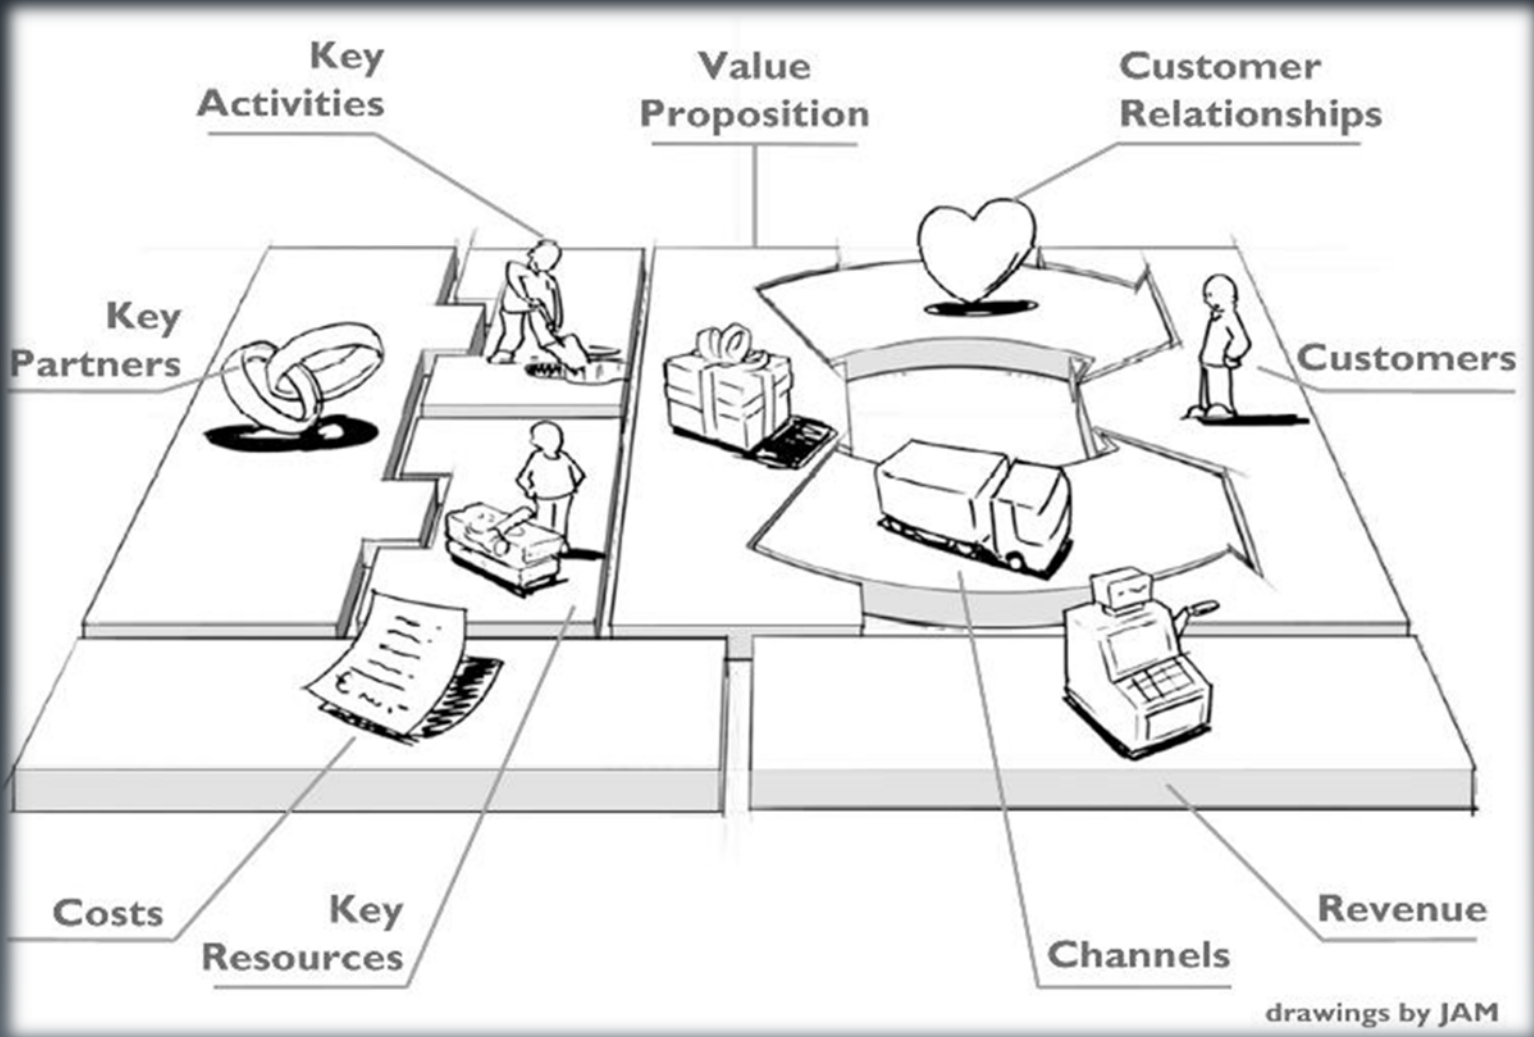 Key
Activities
Value
Proposition
Customer
Relationships
Key
Partners
Customers
Costs
Key
Resources
Channels
Revenue
drawings by JAM